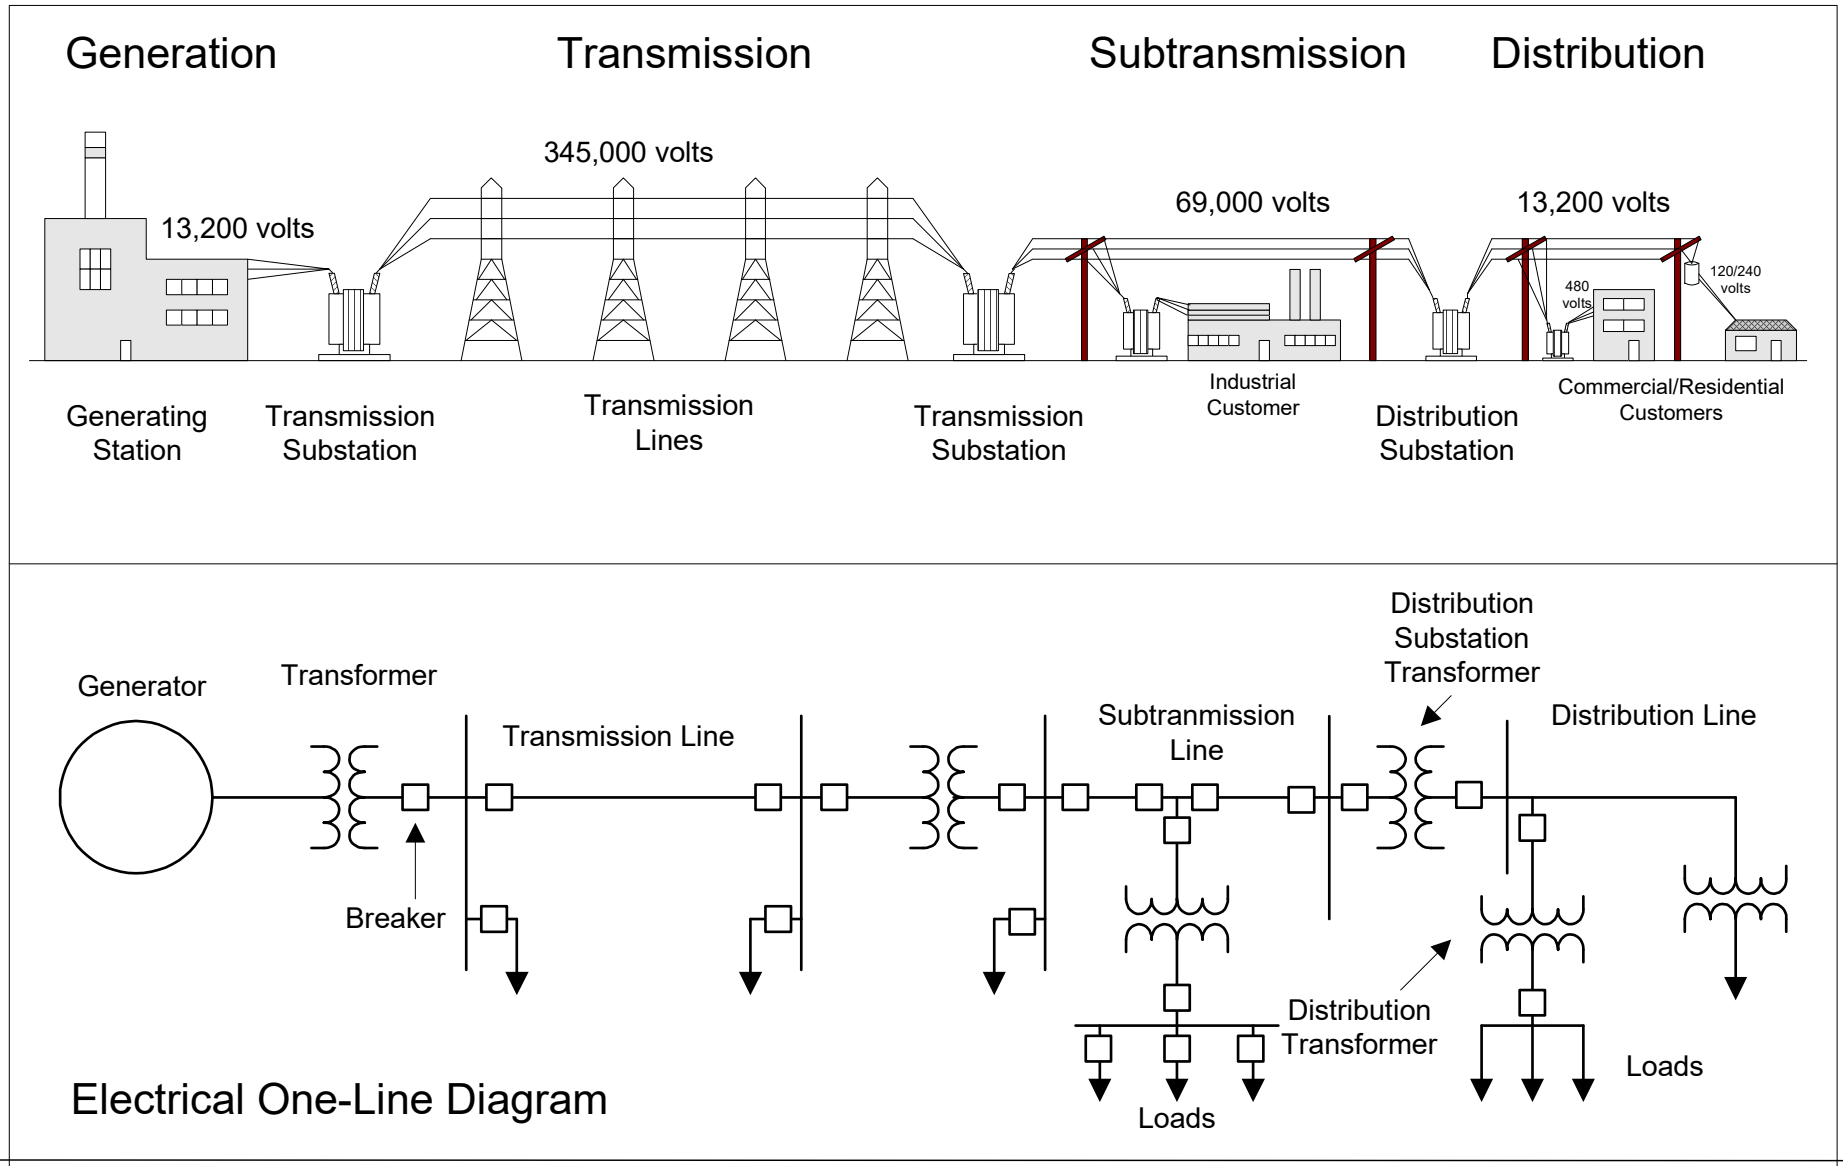 Generation
Transmission
Subtransmission
Distribution
345,000 volts
13,200 volts
69,000 volts
13,200 volts
120/240
volts
480
volts
Generating
Station
Transmission
Substation
Transmission
Lines
Transmission
Substation
Industrial
Customer
Distribution
Substation
Commercial/Residential
Customers
Distribution
Substation
Transformer
Generator
Transformer
Transmission Line
Subtranmission
Line
Distribution Line
Breaker
Distribution
Transformer
Loads
Loads
Electrical One-Line Diagram